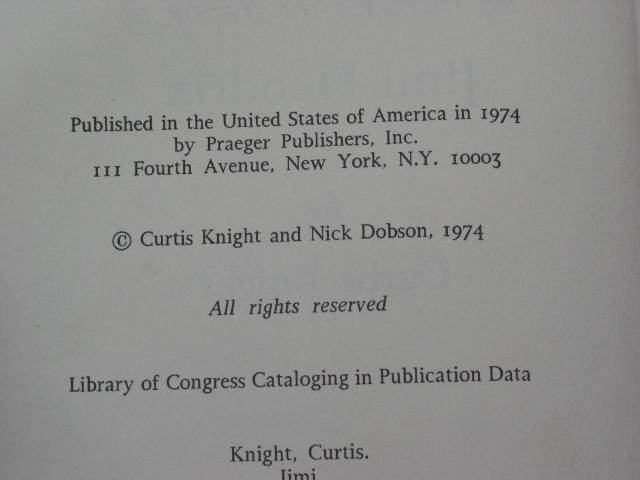 Published in the United States of America in 1974
by Praeger Publishers, Inc.
111 Fourth Avenue, New York, N.Y. 10003
© Curtis Knight and Nick Dobson, 1974
All rights reserved
Library of Congress Cataloging in Publication Data
Knight, Curtis.
Jimi